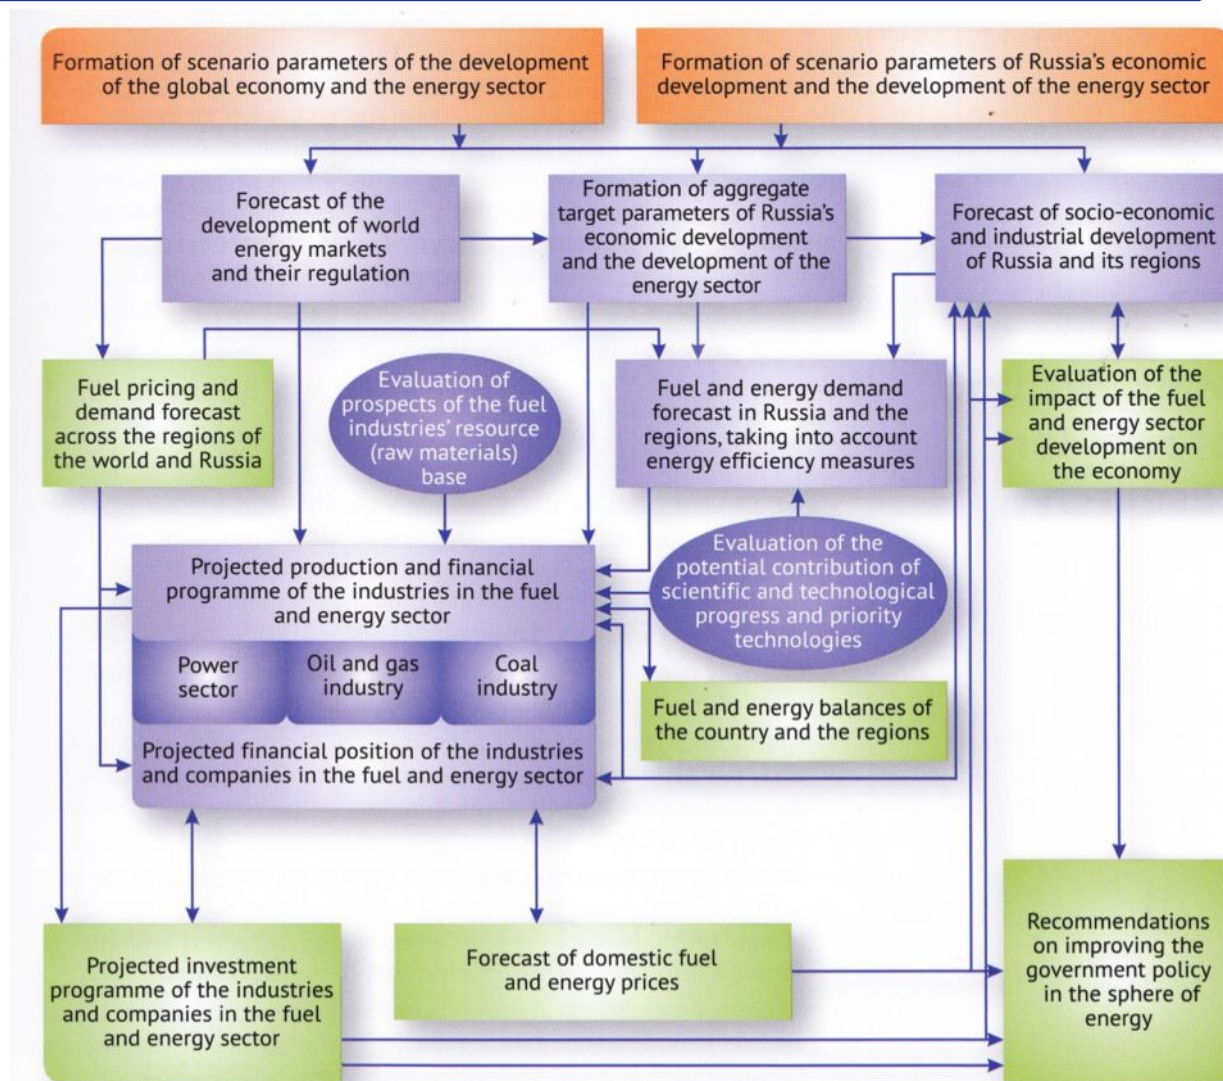 Formation of scenario parameters of the development
of the global economy and the energy sector
Formation of scenario parameters of Russia's economic
development and the development of the energy sector
Forecast of the
development of world
energy markets
and their regulation
Formation of aggregate
target parameters of Russia's
economic development
and the development of the
energy sector
Forecast of socio-economic
and industrial development
of Russia and its regions
Fuel pricing and
demand forecast
across the regions of
the world and Russia
Evaluation of
prospects of the fuel
industries' resource
(raw materials)
base
Fuel and energy demand
forecast in Russia and the
regions, taking into account
energy efficiency measures
Evaluation of the
impact of the fuel
and energy sector
development on
the economy
Projected production and financial
programme of the industries in the fuel
and energy sector
Evaluation of the
potential contribution of
scientific and technological
progress and priority
technologies
Power
sector
Oil and gas
industry
Coal
industry
Fuel and energy balances of
the country and the regions
Projected financial position of the industries
and companies in the fuel and energy sector
Projected investment
programme of the industries
and companies in the fuel
and energy sector
Forecast of domestic fuel
and energy prices
Recommendations
on improving the
government policy
in the sphere of
energy